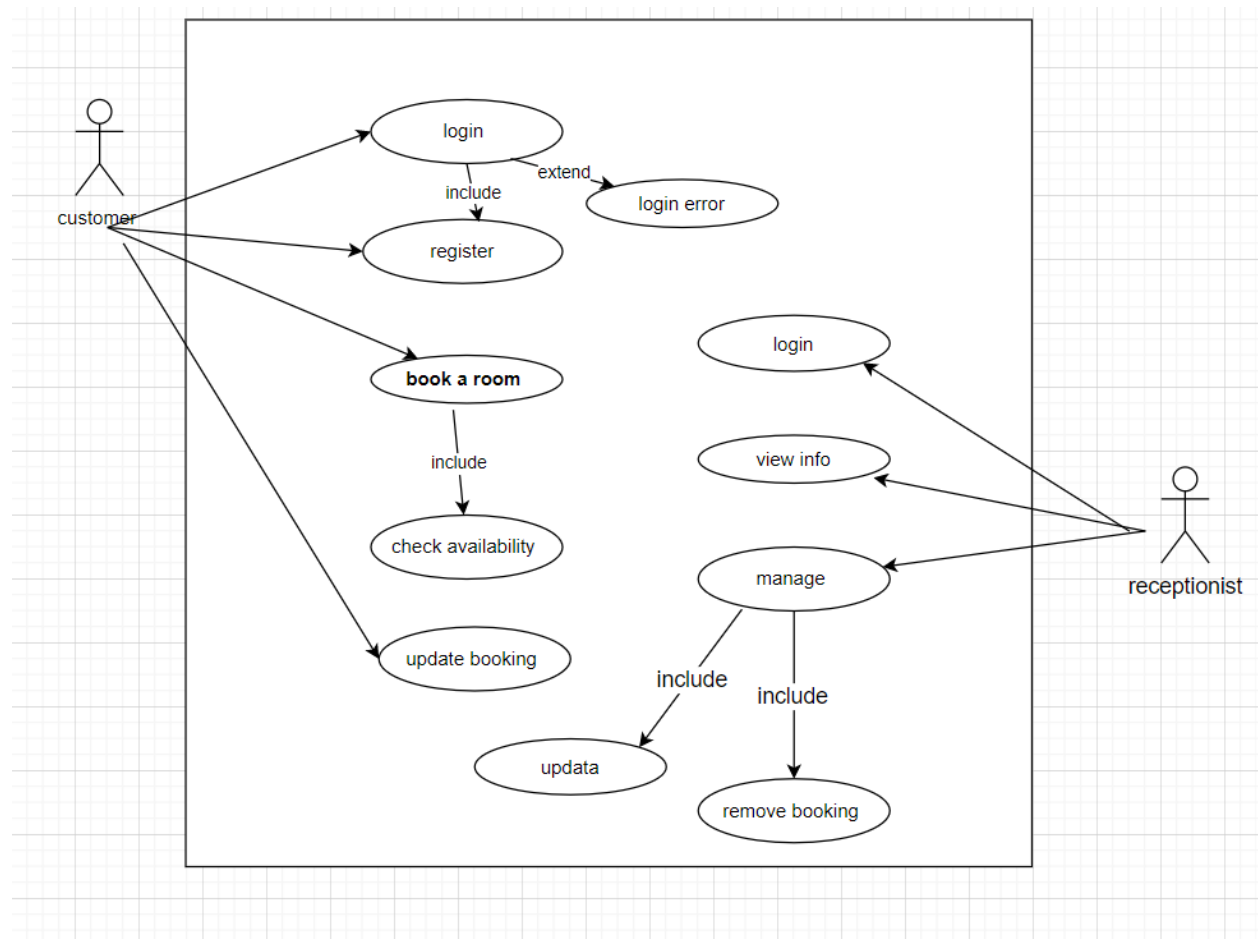 login
extend
login error
include
customer
register
login
book a room
include
view info
check availability
manage
receptionist
update booking
include
include
updata
remove booking